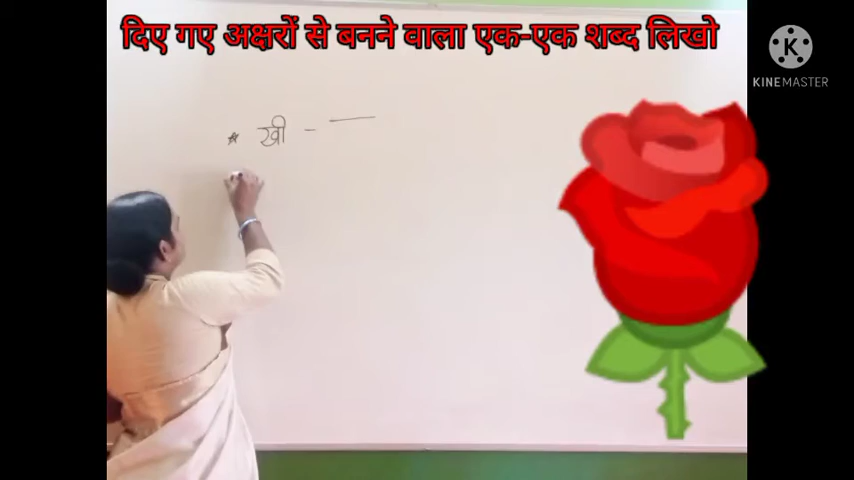 दिए गए अक्षरों से बनने वाला एक-एक शब्द लिखो
K
KINEMASTER
* खी - —